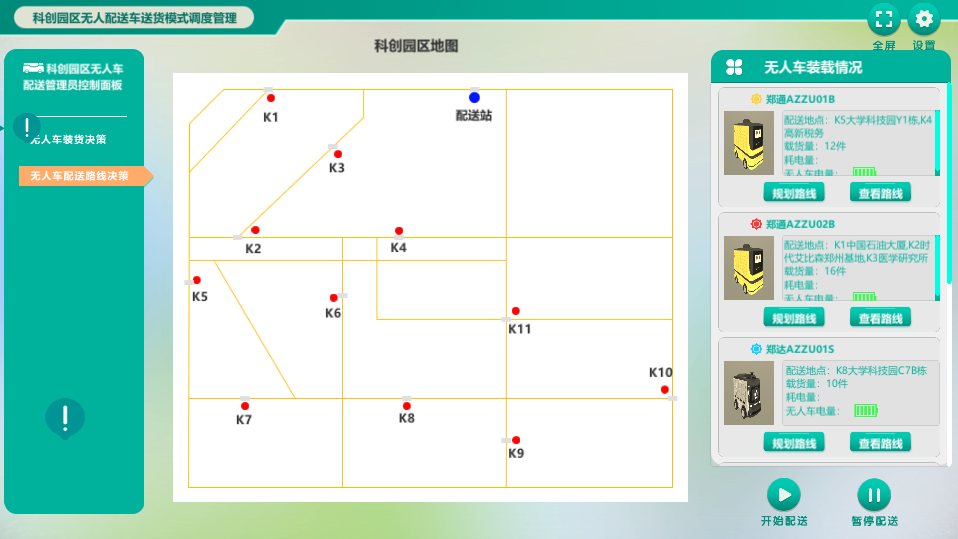 科创园区无人配送车送货模式调度管理
全屏
设置
科创园区地图
科创园区无人车
配送管理员控制面板
无人车装货决策
无人车配送路线决策
K1
配送站
K3
K2
K4
K5
K6
K11
K10
K7
K8
K9
无人车装载情况
郑通AZZU01B
配送地点：K5大学科技园Y1栋,K4
高新税务
载货量：12件
耗电量：
无人车电量：
规划路线
查看路线
郑通AZZU02B
配送地点：K1中国石油大厦,K2时
代艾比森郑州基地,K3医学研究所
载货量：16件
耗电量：
无人车电量：
规划路线
查看路线
郑达AZZU01S
配送地点：K8大学科技园C7B栋
载货量：10件
耗电量：
无人车电量：
规划路线
查看路线
开始配送
暂停配送